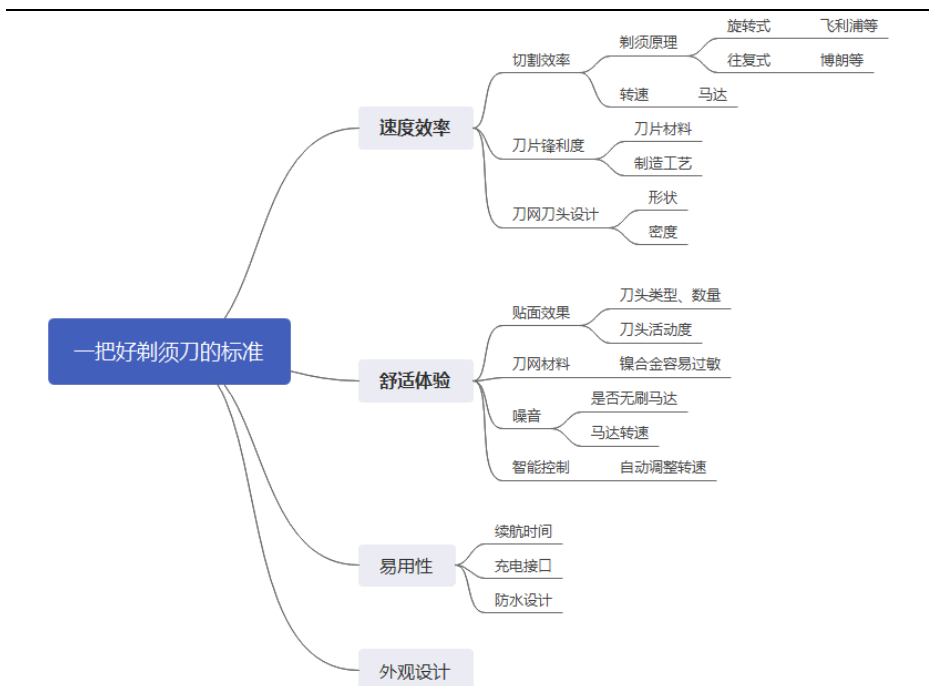 一把好剃须刀的标准
速度效率
切割效率
剃须原理
旋转式
飞利浦等
往复式
博朗等
转速
马达
刀片锋利度
刀片材料
制造工艺
刀网刀头设计
形状
密度
舒适体验
贴面效果
刀头类型、数量
刀头活动度
刀网材料
镍合金容易过敏
噪音
是否无刷马达
马达转速
智能控制
自动调整转速
易用性
续航时间
充电接口
防水设计
外观设计